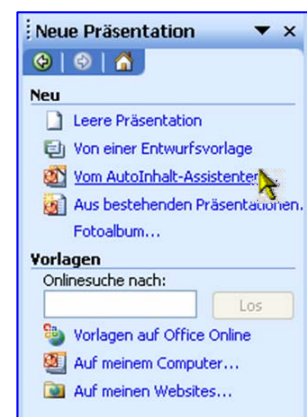 Neue Präsentation
Neu
Leere Präsentation
Von einer Entwurfsvorlage
Vom AutoInhalt-Assistenten...
Aus bestehenden Präsentationen.
Fotoalbum...
Vorlagen
Onlinesuche nach:
Los
Vorlagen auf Office Online
Auf meinem Computer...
Auf meinen Websites...